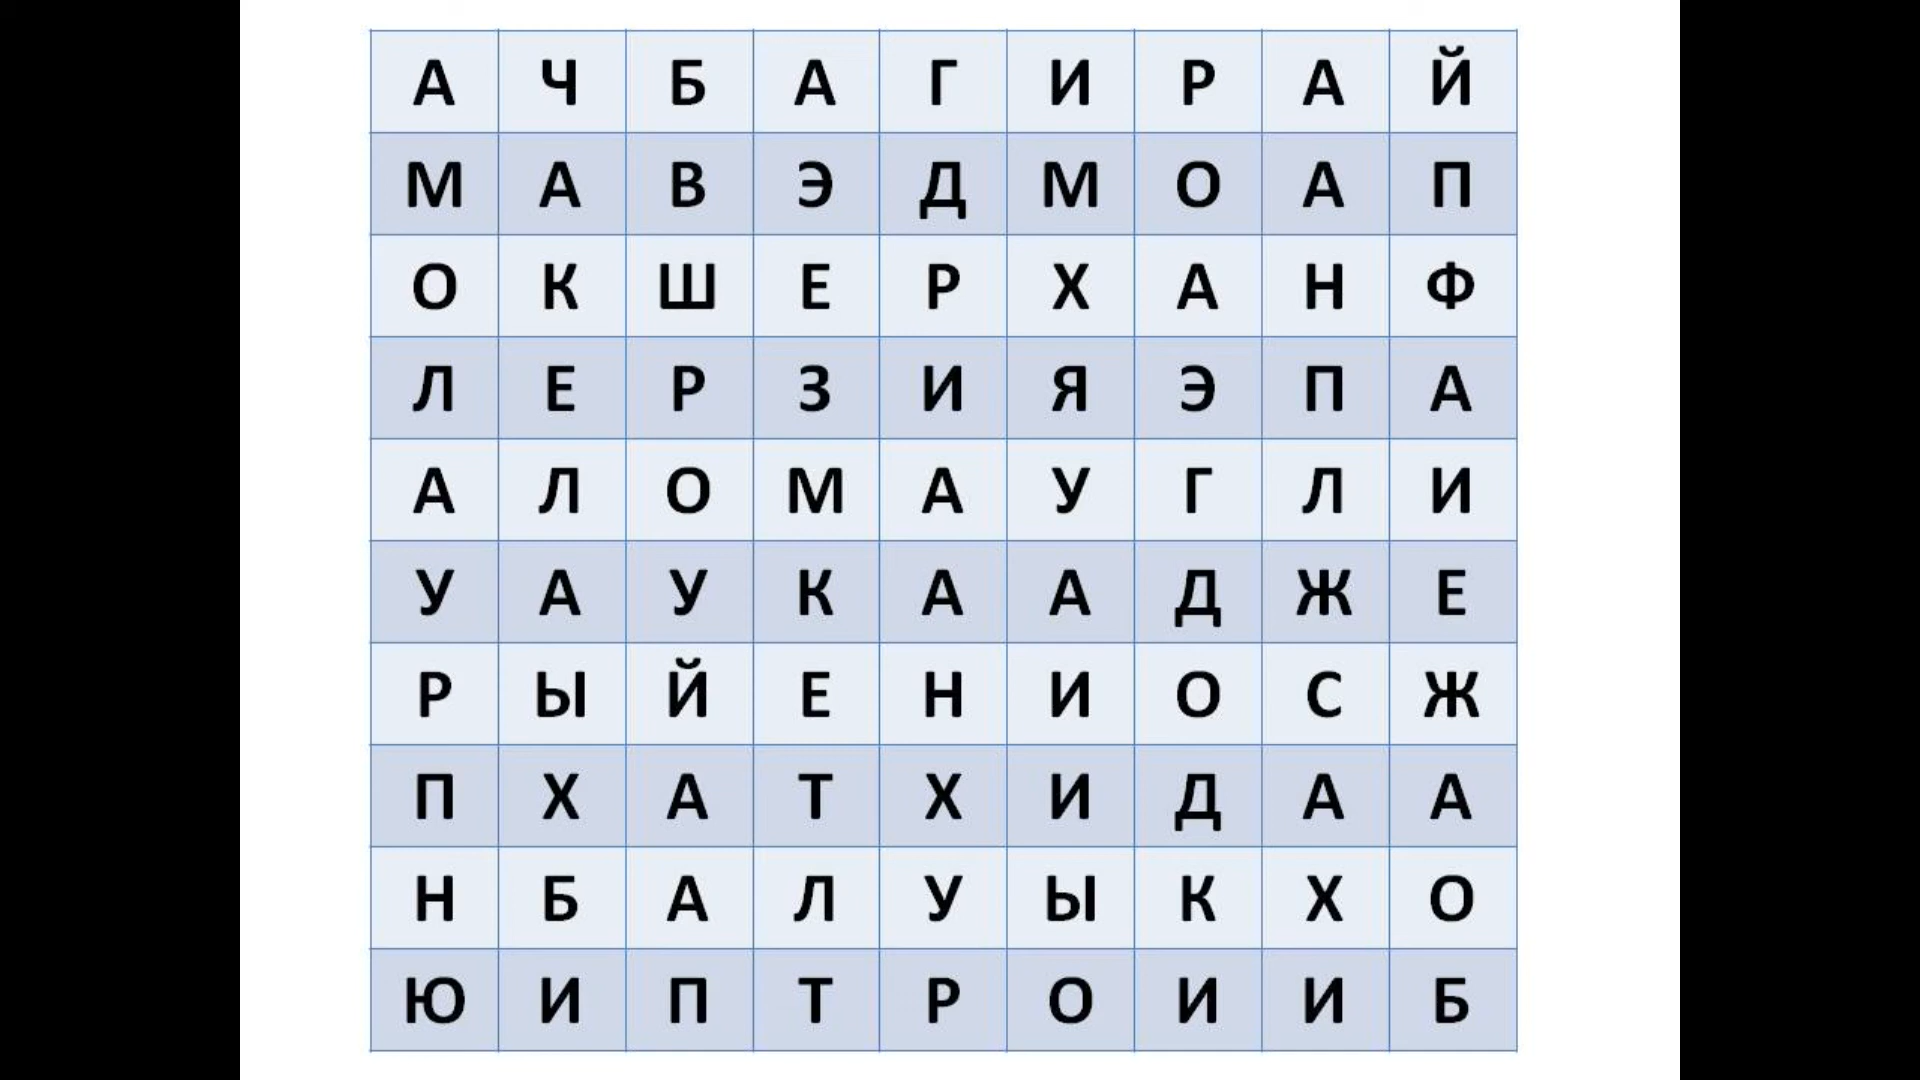 А Ч Б А Г И Р А Й
М А В Э Д М О А П
О К Ш Е Р Х А Н Ф
Л Е Р З И Я Э П А
А Л О М А У Г Л И
У А У К А А Д Ж Е
Р Ы Й Е Н И О С Ж
П Х А Т Х И Д А А
Н Б А Л У Ы К Х О
Ю И П Т Р О И И Б